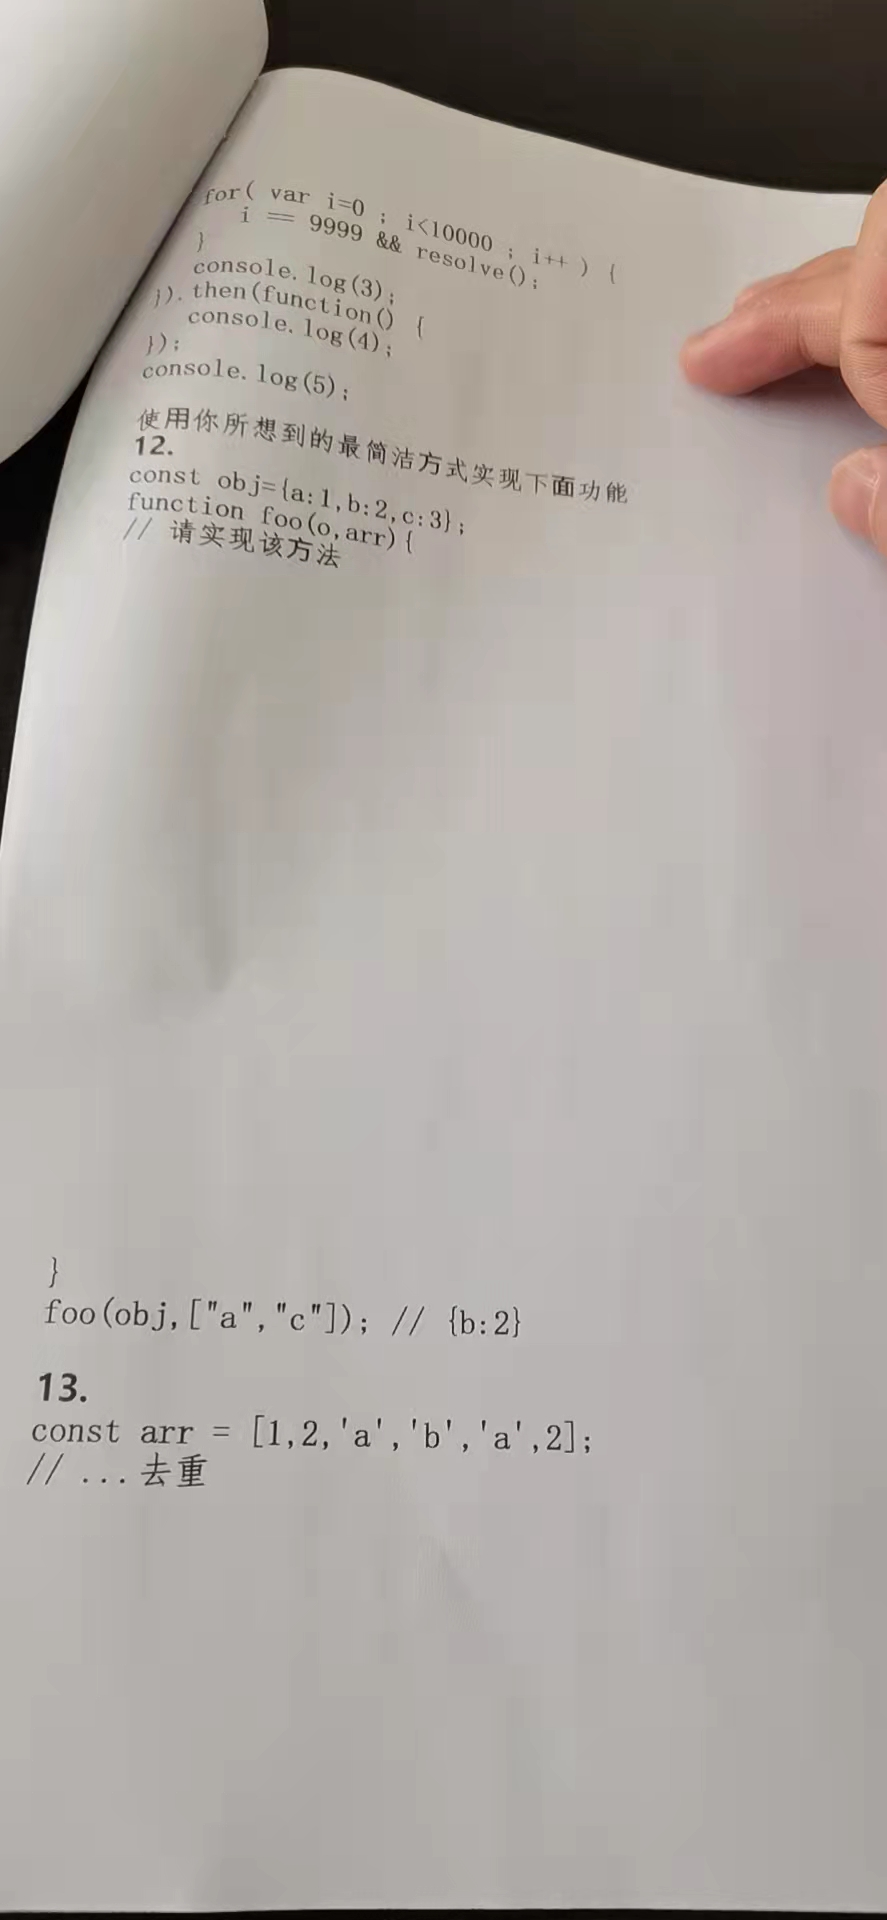 for( var i=0 ; i<10000 ; i++ ) {
i == 9999 && resolve();
}
console.log(3);
}).then(function() {
console.log(4);
});
console.log(5);
使用你所想到的最简洁方式实现下面功能
12.
const obj={a:1,b:2,c:3};
function foo(o,arr){
// 请实现该方法
}
foo(obj,["a","c"]); // {b:2}
13.
const arr = [1,2,'a','b','a',2];
// ...去重